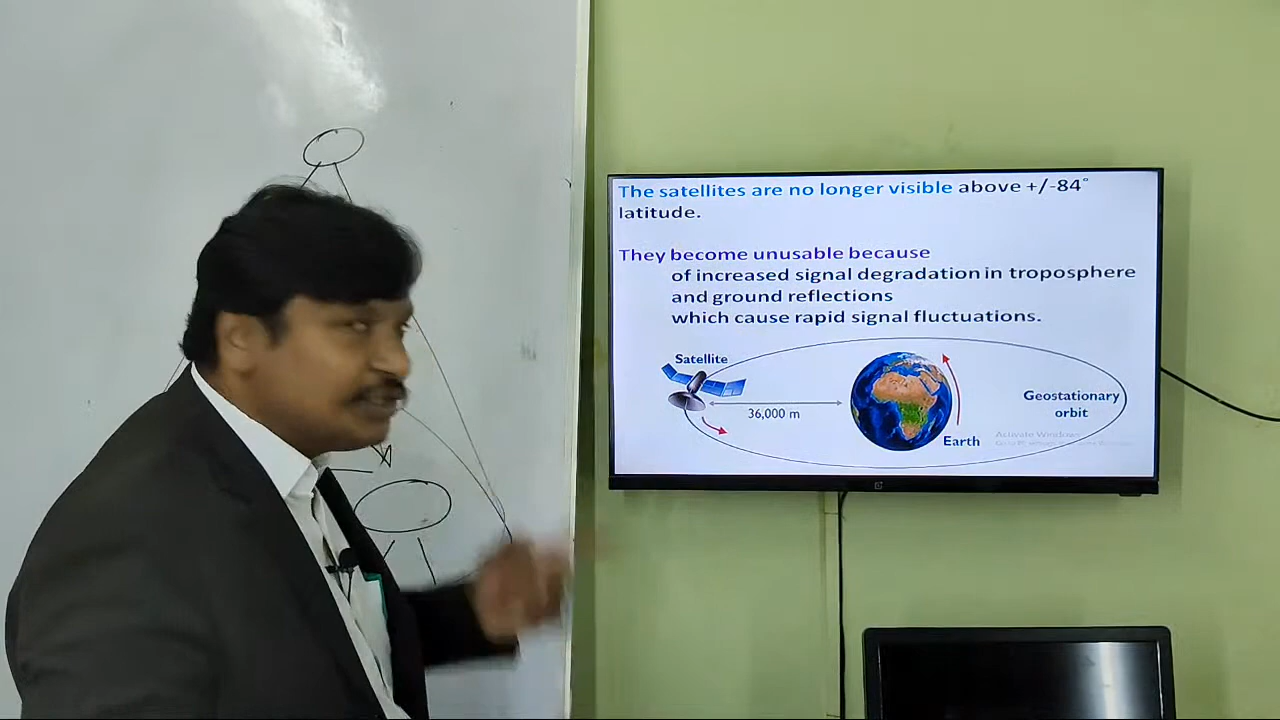 The satellites are no longer visible above +/-84˚
latitude.
They become unusable because
of increased signal degradation in troposphere
and ground reflections
which cause rapid signal fluctuations.
Satellite
36,000 m
Geostationary
orbit
Earth
Activate Windows